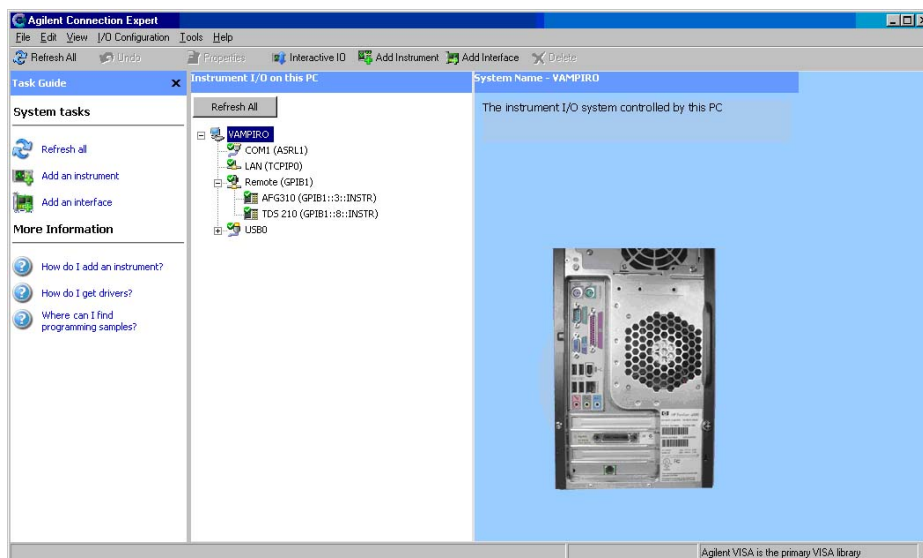 Agilent Connection Expert
File Edit View I/O Configuration Tools Help
Refresh All Undo Properties Interactive IO Add Instrument Add Interface Delete
Task Guide
System tasks
Refresh all
Add an instrument
Add an interface
More Information
How do I add an instrument?
How do I get drivers?
Where can I find
programming samples?
Instrument I/O on this PC
Refresh All
VAMPIRO
COM1 (ASRL1)
LAN (TCPIP0)
Remote (GPIB1)
AFG310 (GPIB1::3::INSTR)
TDS 210 (GPIB1::8::INSTR)
USB0
System Name - VAMPIRO
The instrument I/O system controlled by this PC
Agilent VISA is the primary VISA library